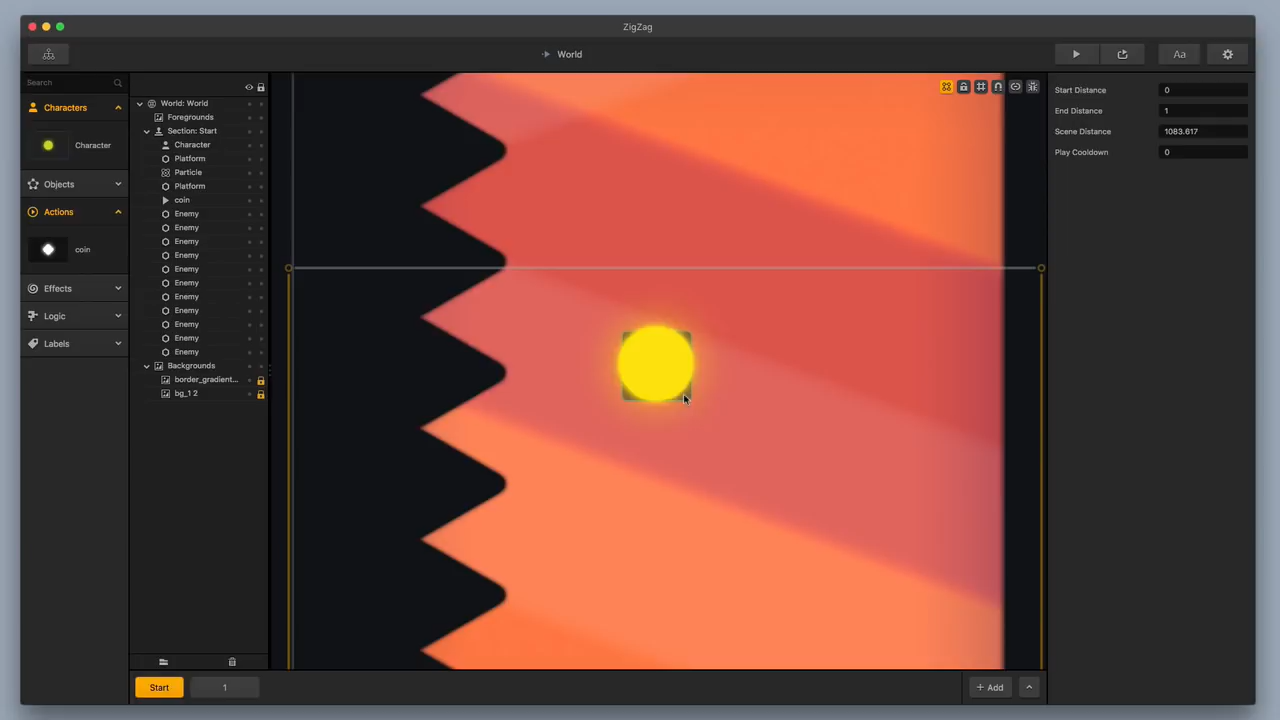 ZigZag
World
Aa
Search
Characters
Character
Objects
Actions
coin
Effects
Logic
Labels
World: World
Foregrounds
Section: Start
Character
Platform
Particle
Platform
coin
Enemy
Enemy
Enemy
Enemy
Enemy
Enemy
Enemy
Enemy
Enemy
Enemy
Enemy
Backgrounds
border_gradient...
bg_1 2
Start Distance 0
End Distance 1
Scene Distance 1083.617
Play Cooldown 0
Start 1
+ Add